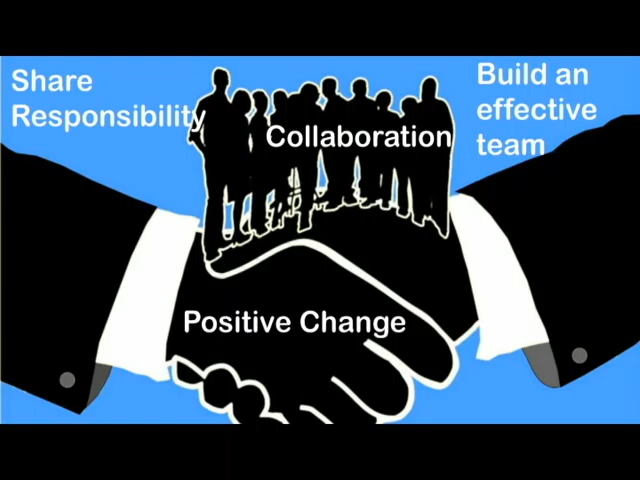 Share
Responsibility
Build an
effective
team
Collaboration
Positive Change